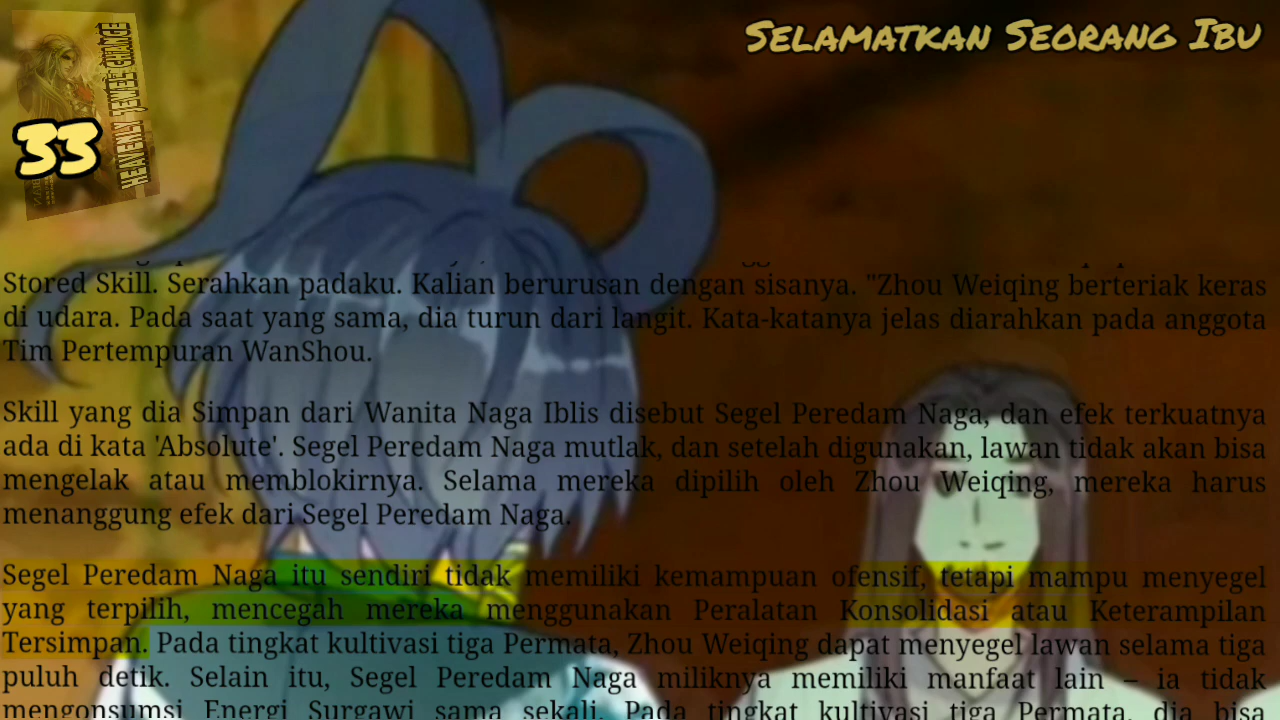 SELAMATKAN SEORANG IBU
HEAVENLY JEWEL CHANGE
33
Stored Skill. Serahkan padaku. Kalian berurusan dengan sisanya. "Zhou Weiqing berteriak keras
di udara. Pada saat yang sama, dia turun dari langit. Kata-katanya jelas diarahkan pada anggota
Tim Pertempuran WanShou.
Skill yang dia Simpan dari Wanita Naga Iblis disebut Segel Peredam Naga, dan efek terkuatnya
ada di kata 'Absolute'. Segel Peredam Naga mutlak, dan setelah digunakan, lawan tidak akan bisa
mengelak atau memblokirnya. Selama mereka dipilih oleh Zhou Weiqing, mereka harus
menanggung efek dari Segel Peredam Naga.
Segel Peredam Naga itu sendiri tidak memiliki kemampuan ofensif, tetapi mampu menyegel
yang terpilih, mencegah mereka menggunakan Peralatan Konsolidasi atau Keterampilan
Tersimpan. Pada tingkat kultivasi tiga Permata, Zhou Weiqing dapat menyegel lawan selama tiga
puluh detik. Selain itu, Segel Peredam Naga miliknya memiliki manfaat lain – ia tidak
mengonsumsi Energi Surgawi sama sekali. Pada tingkat kultivasi tiga Permata, dia bisa